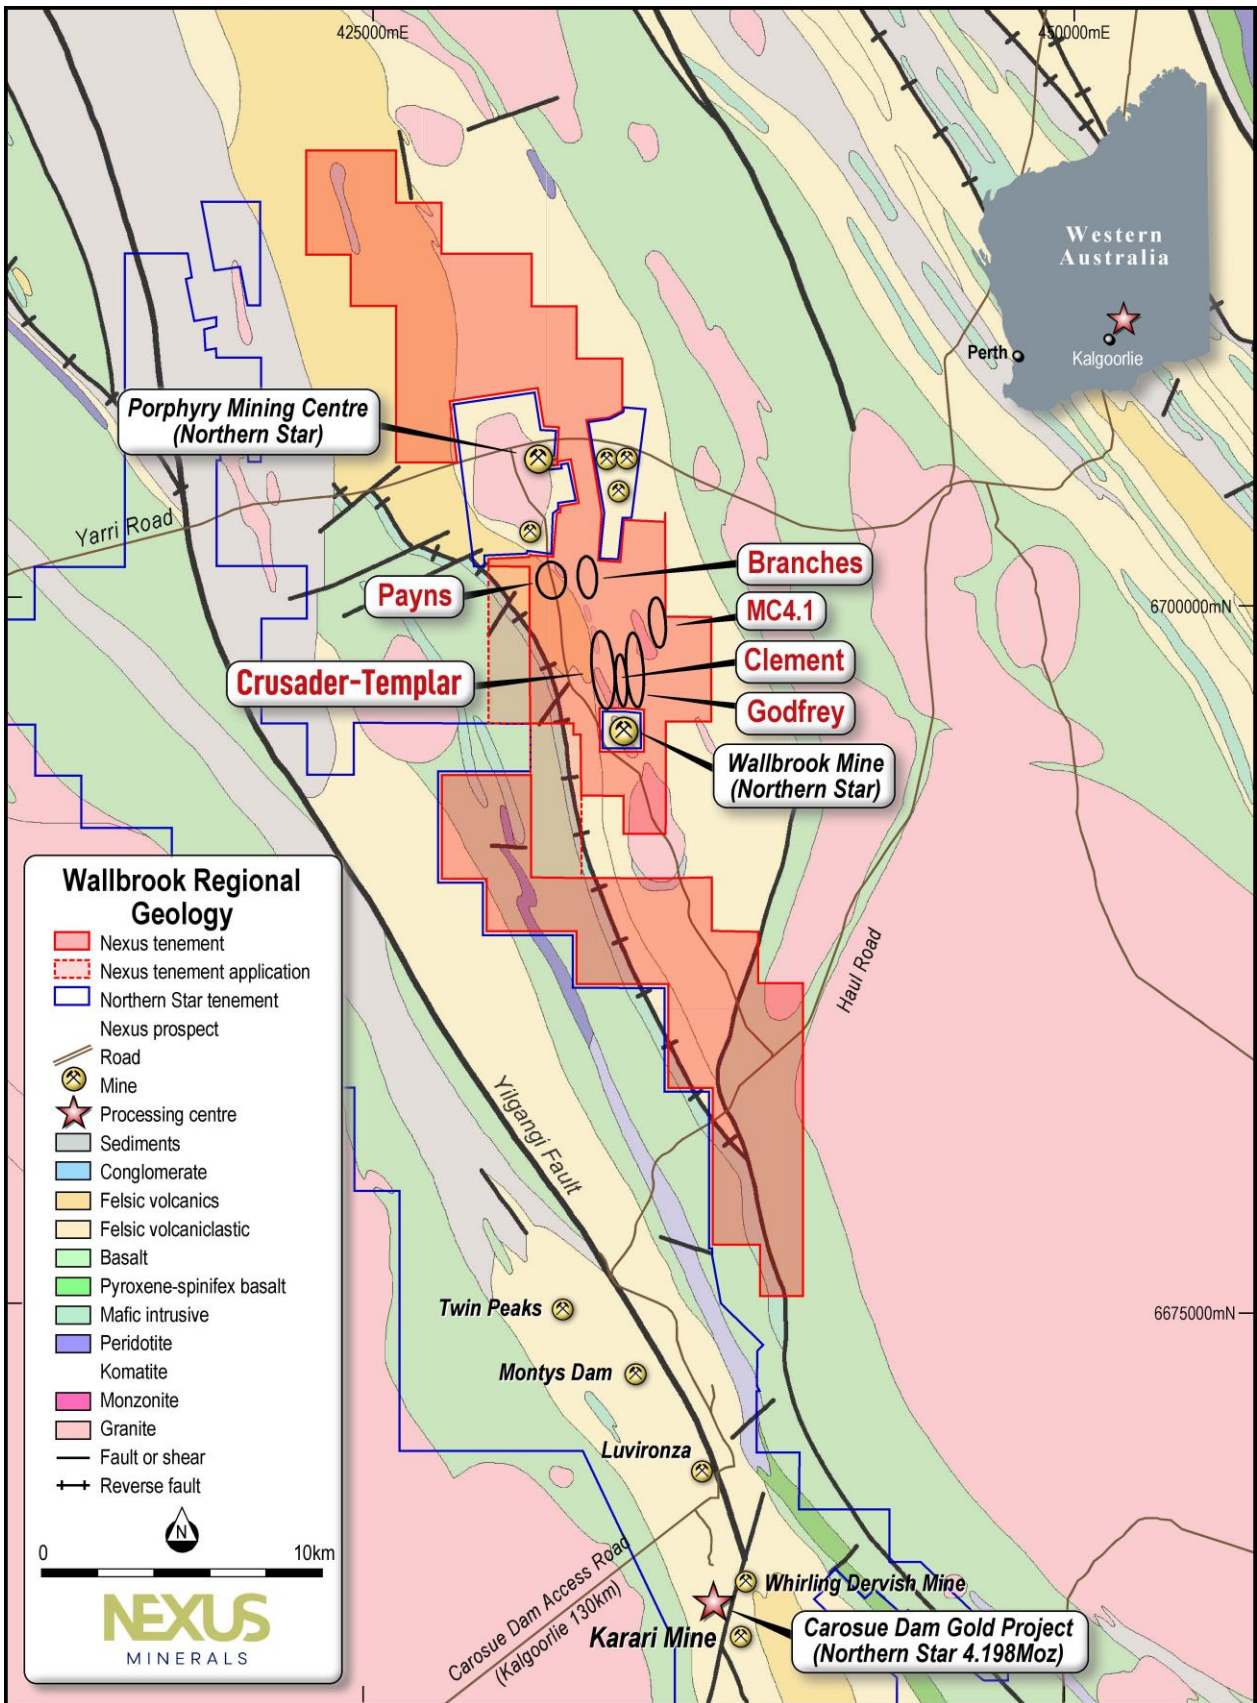 425000mE
450000mE
Western
Australia
Perth
Kalgoorlie
Porphyry Mining Centre
(Northern Star)
Yarri Road
Payns
Branches
MC4.1
6700000mN
Crusader-Templar
Clement
Godfrey
Wallbrook Mine
(Northern Star)
Haul Road
Yilgangi Fault
Wallbrook Regional
Geology
Nexus tenement
Nexus tenement application
Northern Star tenement
Nexus prospect
Road
Mine
Processing centre
Sediments
Conglomerate
Felsic volcanics
Felsic volcaniclastic
Basalt
Pyroxene-spinifex basalt
Mafic intrusive
Peridotite
Komatite
Monzonite
Granite
Fault or shear
Reverse fault
N
0 10km
NEXUS
MINERALS
Twin Peaks
6675000mN
Montys Dam
Luvironza
Carosue Dam Access Road
(Kalgoorlie 130km)
Whirling Dervish Mine
Karari Mine
Carosue Dam Gold Project
(Northern Star 4.198Moz)